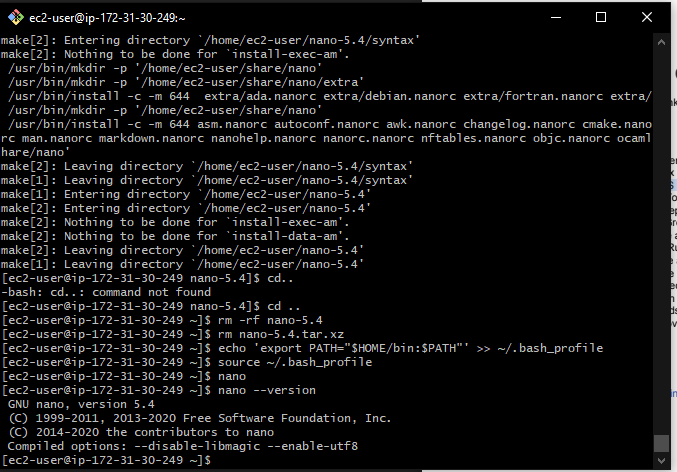 ec2-user@ip-172-31-30-249:~
make[2]: Entering directory `/home/ec2-user/nano-5.4/syntax'
make[2]: Nothing to be done for `install-exec-am'.
/usr/bin/mkdir -p '/home/ec2-user/share/nano'
/usr/bin/mkdir -p '/home/ec2-user/share/nano/extra'
/usr/bin/install -c -m 644  extra/ada.nanorc extra/debian.nanorc extra/fortran.nanorc extra/
/usr/bin/mkdir -p '/home/ec2-user/share/nano'
/usr/bin/install -c -m 644 asm.nanorc autoconf.nanorc awk.nanorc changelog.nanorc cmake.nano
rc man.nanorc markdown.nanorc nanohelp.nanorc nanorc.nanorc nftables.nanorc objc.nanorc ocaml
hare/nano'
make[2]: Leaving directory `/home/ec2-user/nano-5.4/syntax'
make[1]: Leaving directory `/home/ec2-user/nano-5.4/syntax'
make[1]: Entering directory `/home/ec2-user/nano-5.4'
make[2]: Entering directory `/home/ec2-user/nano-5.4'
make[2]: Nothing to be done for `install-exec-am'.
make[2]: Nothing to be done for `install-data-am'.
make[2]: Leaving directory `/home/ec2-user/nano-5.4'
make[1]: Leaving directory `/home/ec2-user/nano-5.4'
[ec2-user@ip-172-31-30-249 nano-5.4]$ cd..
-bash: cd..: command not found
[ec2-user@ip-172-31-30-249 nano-5.4]$ cd ..
[ec2-user@ip-172-31-30-249 ~]$ rm -rf nano-5.4
[ec2-user@ip-172-31-30-249 ~]$ rm nano-5.4.tar.xz
[ec2-user@ip-172-31-30-249 ~]$ echo 'export PATH="$HOME/bin:$PATH"' >> ~/.bash_profile
[ec2-user@ip-172-31-30-249 ~]$ source ~/.bash_profile
[ec2-user@ip-172-31-30-249 ~]$ nano
[ec2-user@ip-172-31-30-249 ~]$ nano --version
GNU nano, version 5.4
(C) 1999-2011, 2013-2020 Free Software Foundation, Inc.
(C) 2014-2020 the contributors to nano
Compiled options: --disable-libmagic --enable-utf8
[ec2-user@ip-172-31-30-249 ~]$